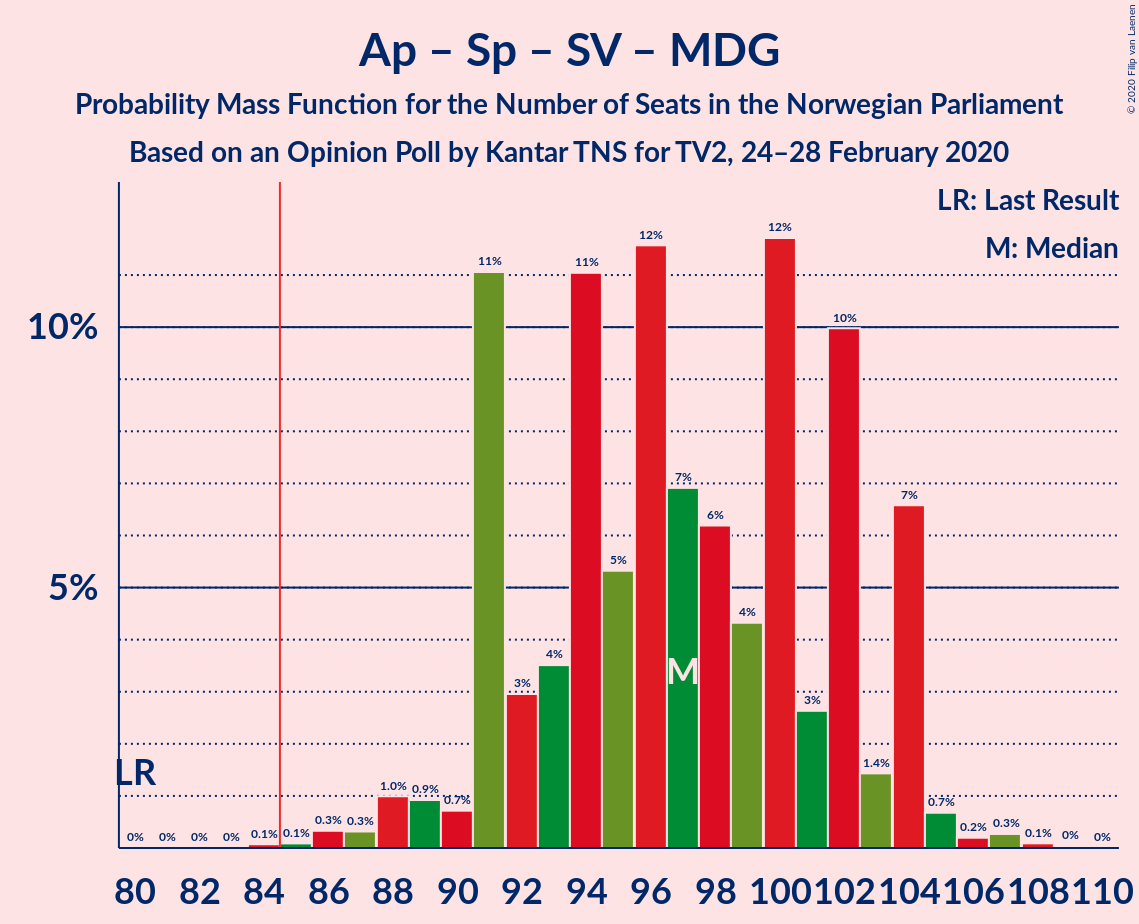 Ap – Sp – SV – MDG
Probability Mass Function for the Number of Seats in the Norwegian Parliament
Based on an Opinion Poll by Kantar TNS for TV2, 24–28 February 2020
© 2020 Filip van Laenen
LR: Last Result
M: Median
10%
5%
LR
M
0% 0% 0% 0% 0.1% 0.1% 0.3% 0.3% 1.0% 0.9% 0.7% 11% 3% 4% 11% 5% 12% 7% 6% 4% 12% 3% 10% 1.4% 7% 0.7% 0.2% 0.3% 0.1% 0% 0%
80 82 84 86 88 90 92 94 96 98 100 102 104 106 108 110